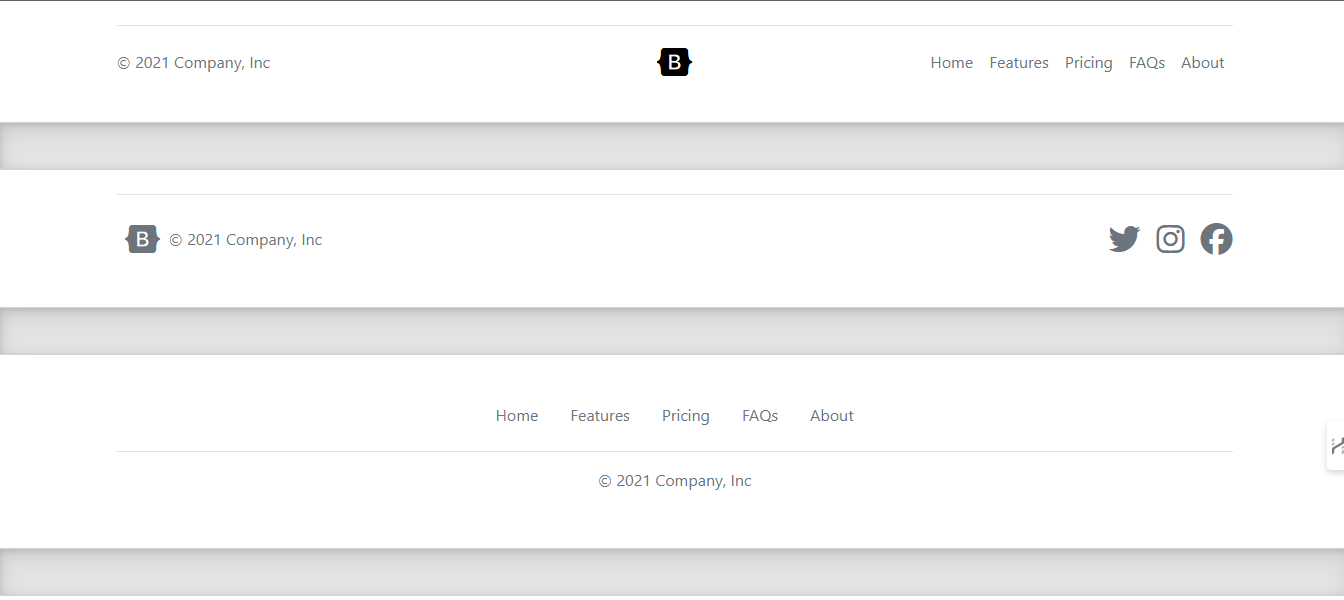 © 2021 Company, Inc B Home Features Pricing FAQs About
B © 2021 Company, Inc
Home Features Pricing FAQs About
© 2021 Company, Inc